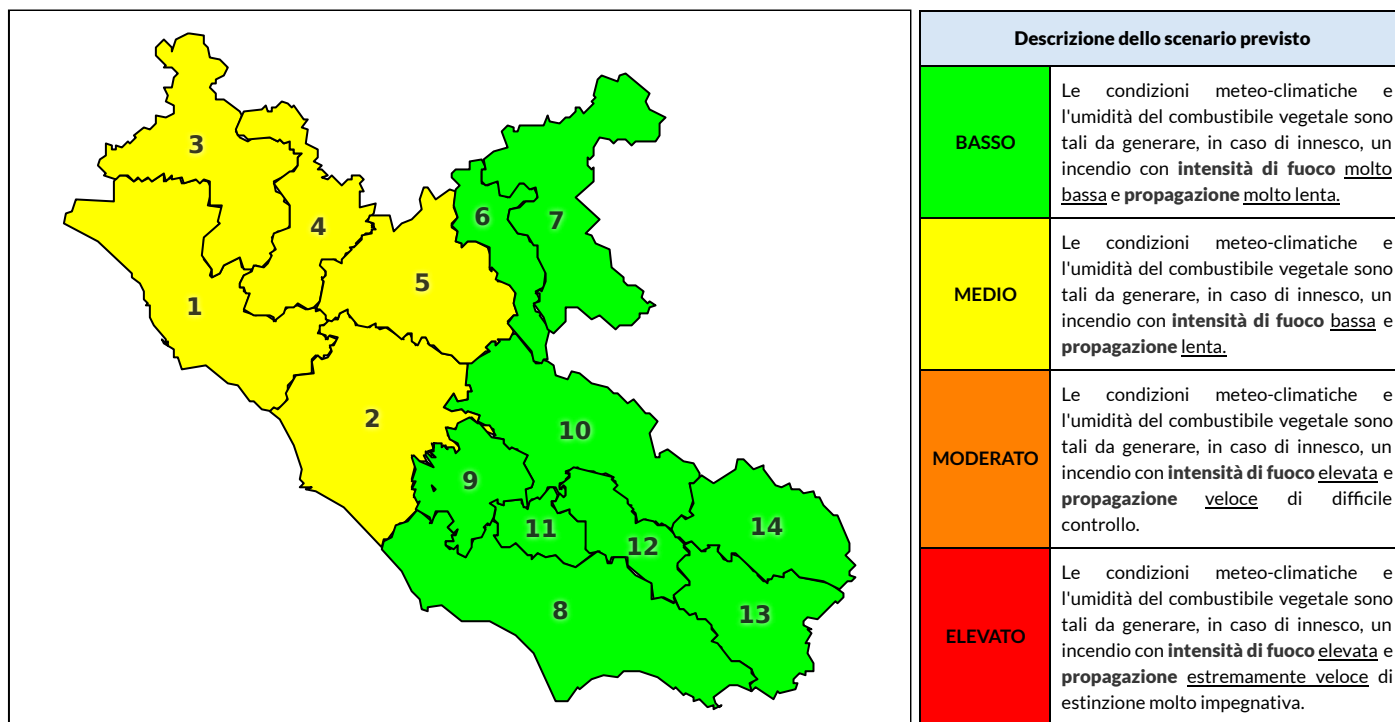 3
4
6
7
5
1
2
10
9
11
14
12
8
13
Descrizione dello scenario previsto
BASSO
Le condizioni meteo-climatiche e
l'umidità del combustibile vegetale sono
tali da generare, in caso di innesco, un
incendio con intensità di fuoco molto
bassa e propagazione molto lenta.
MEDIO
Le condizioni meteo-climatiche e
l'umidità del combustibile vegetale sono
tali da generare, in caso di innesco, un
incendio con intensità di fuoco bassa e
propagazione lenta.
MODERATO
Le condizioni meteo-climatiche e
l'umidità del combustibile vegetale sono
tali da generare, in caso di innesco, un
incendio con intensità di fuoco elevata e
propagazione veloce di difficile
controllo.
ELEVATO
Le condizioni meteo-climatiche e
l'umidità del combustibile vegetale sono
tali da generare, in caso di innesco, un
incendio con intensità di fuoco elevata e
propagazione estremamente veloce di
estinzione molto impegnativa.